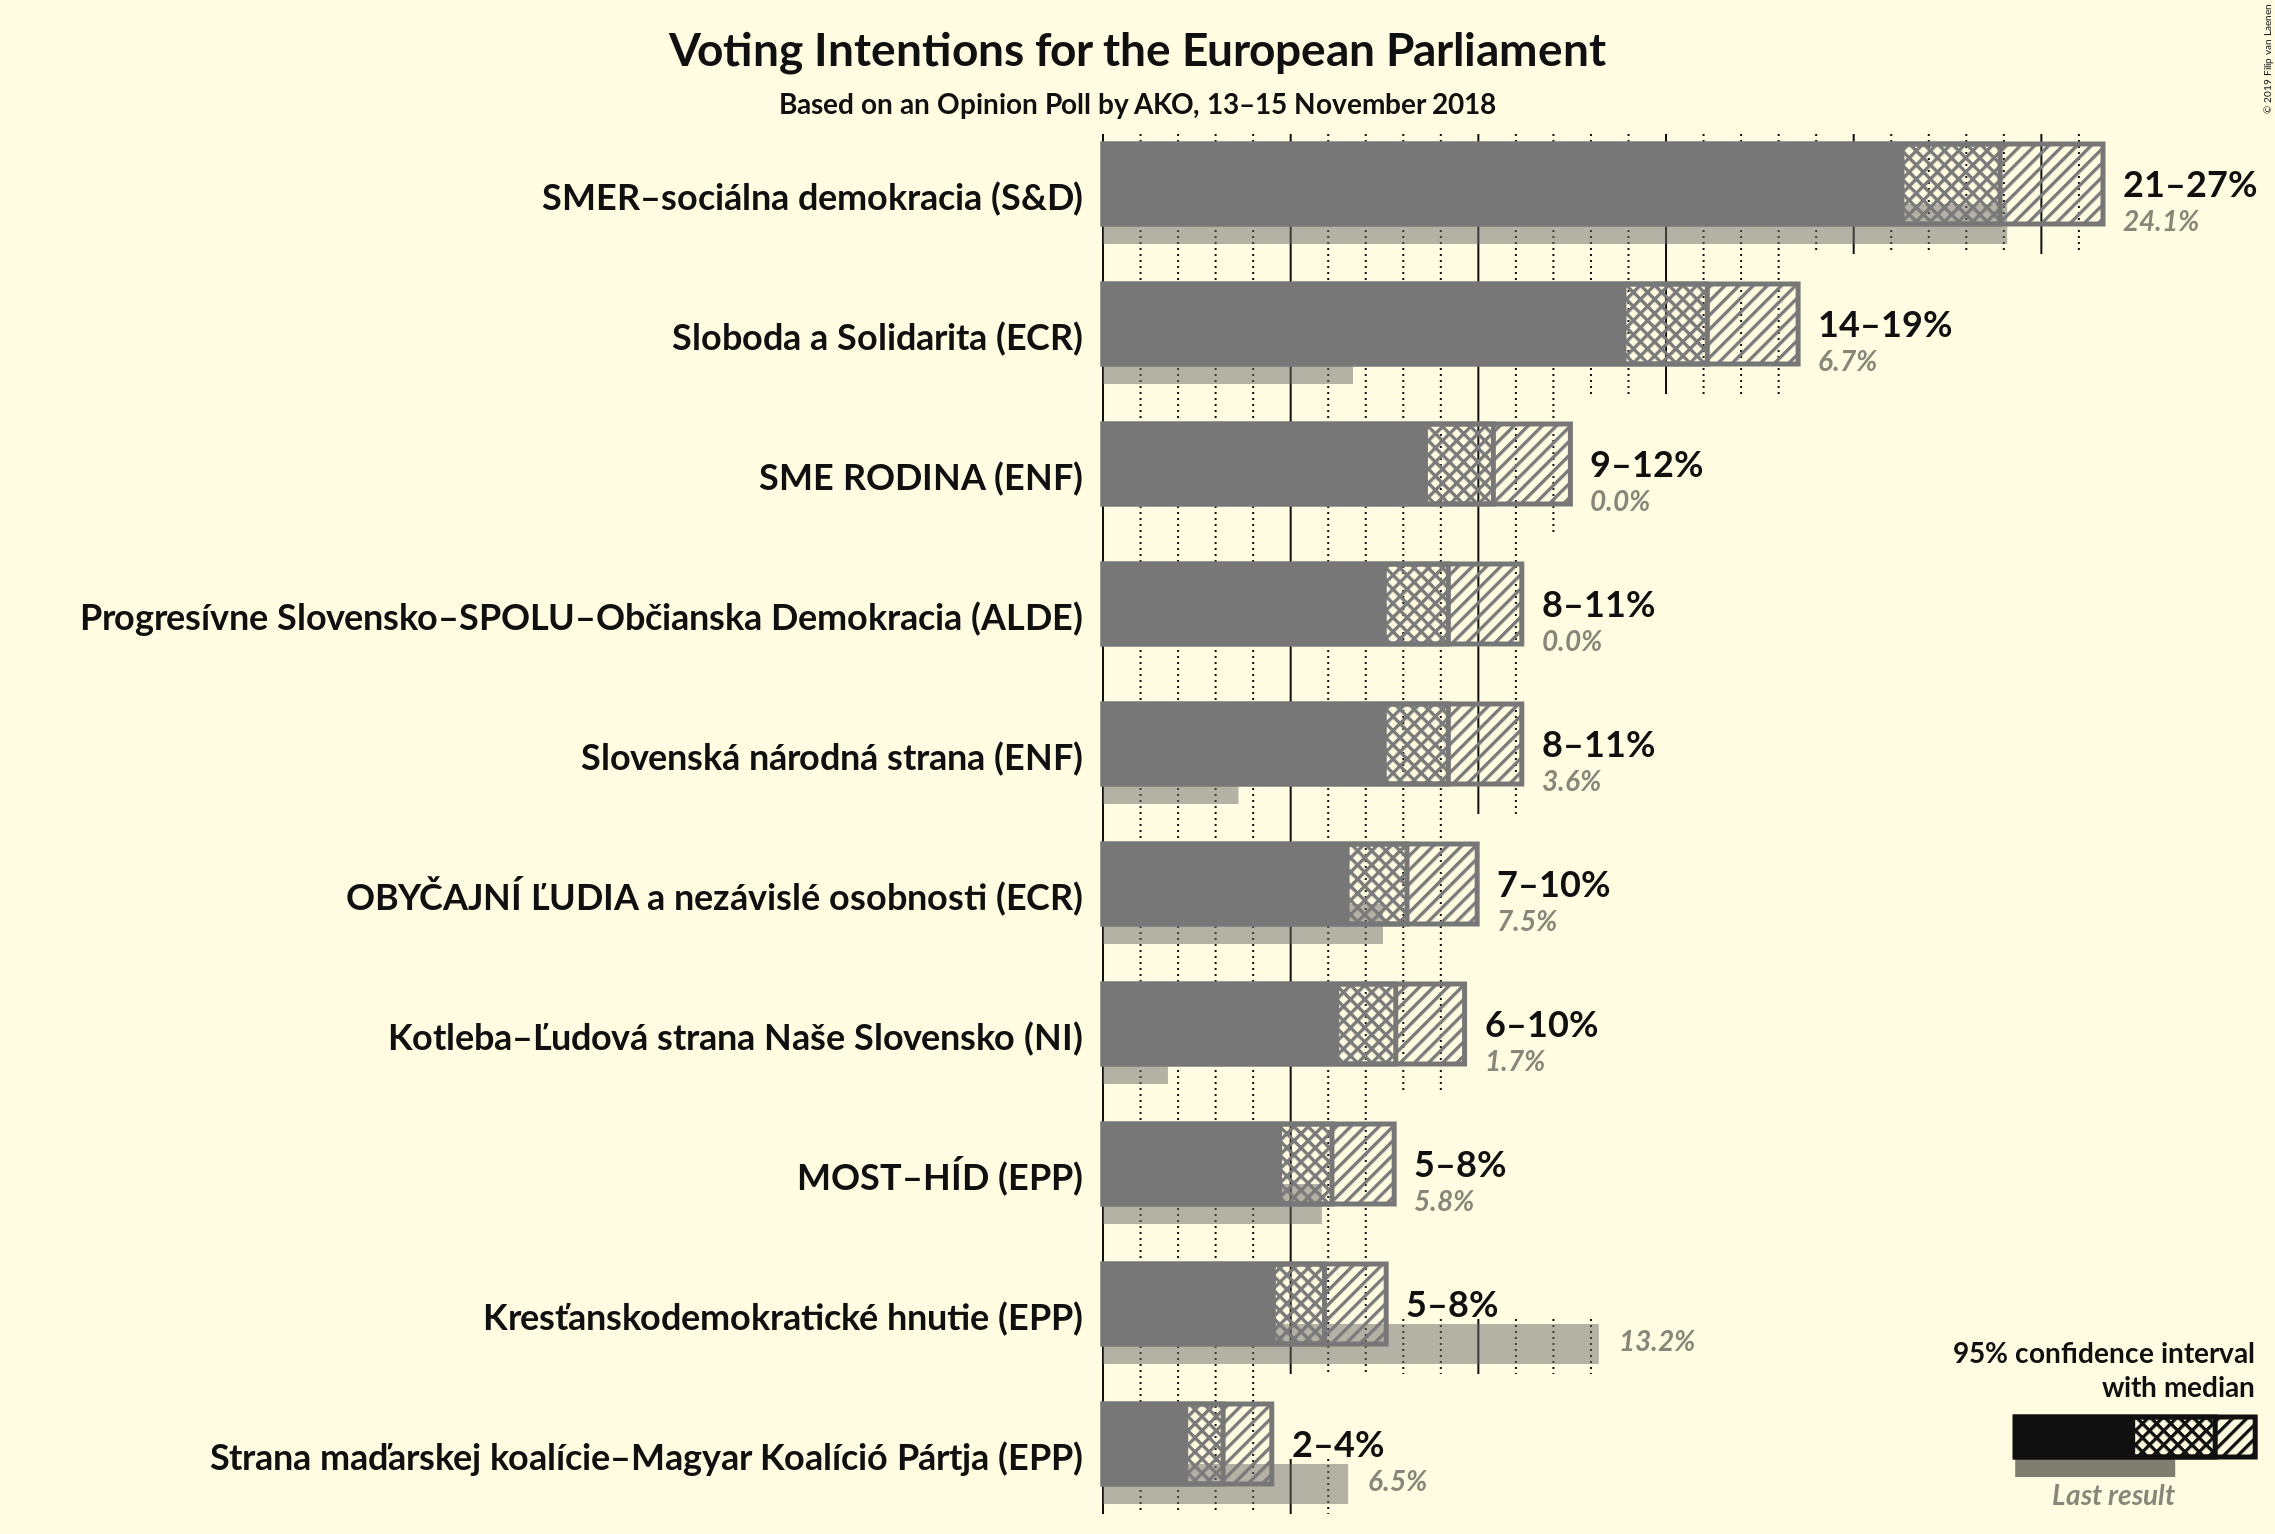 Voting Intentions for the European Parliament
Based on an Opinion Poll by AKO, 13–15 November 2018
© 2019 Filip van Laenen
SMER–sociálna demokracia (S&D)
21–27%
24.1%
Sloboda a Solidarita (ECR)
14–19%
6.7%
SME RODINA (ENF)
9–12%
0.0%
Progresívne Slovensko–SPOLU–Občianska Demokracia (ALDE)
8–11%
0.0%
Slovenská národná strana (ENF)
8–11%
3.6%
OBYČAJNÍ ĽUDIA a nezávislé osobnosti (ECR)
7–10%
7.5%
Kotleba–Ľudová strana Naše Slovensko (NI)
6–10%
1.7%
MOST–HÍD (EPP)
5–8%
5.8%
Kresťanskodemokratické hnutie (EPP)
5–8%
13.2%
Strana maďarskej koalície–Magyar Koalíció Pártja (EPP)
2–4%
6.5%
95% confidence interval
with median
Last result